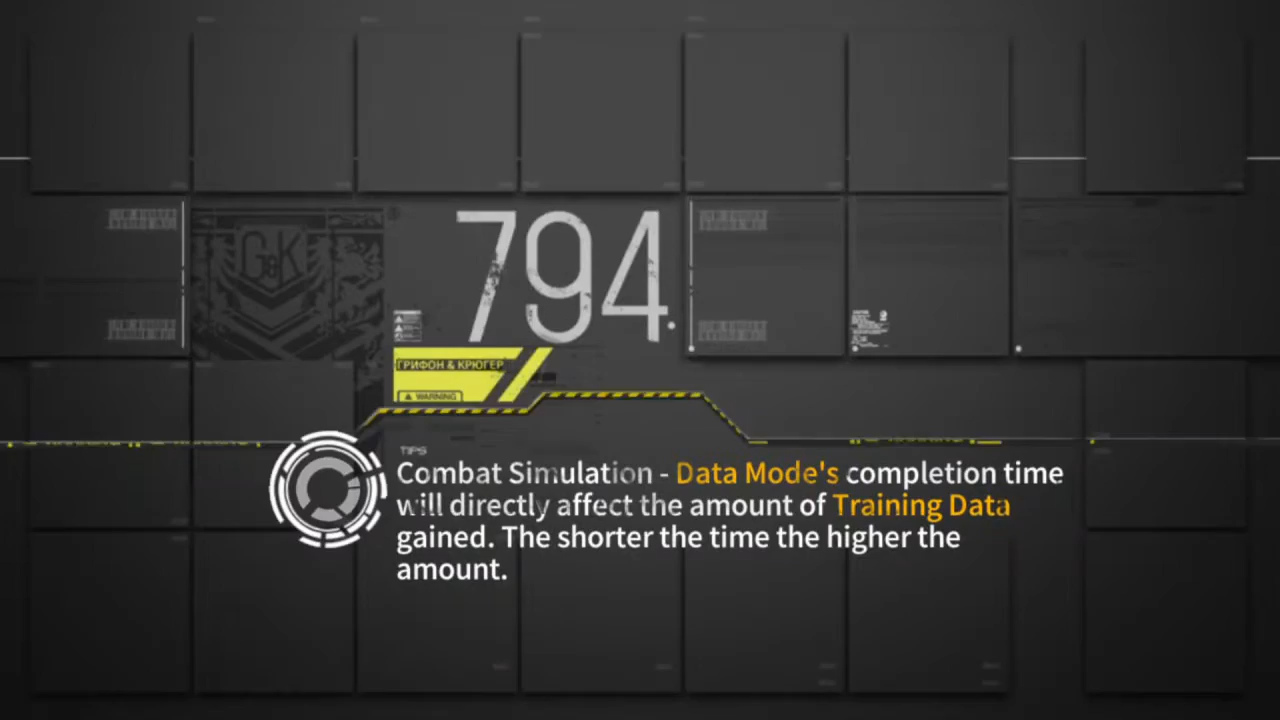 G&K
794.
ГРИФОН & КРЮГЕР
WARNING
TIPS
Combat Simulation - Data Mode's completion time
will directly affect the amount of Training Data
gained. The shorter the time the higher the
amount.